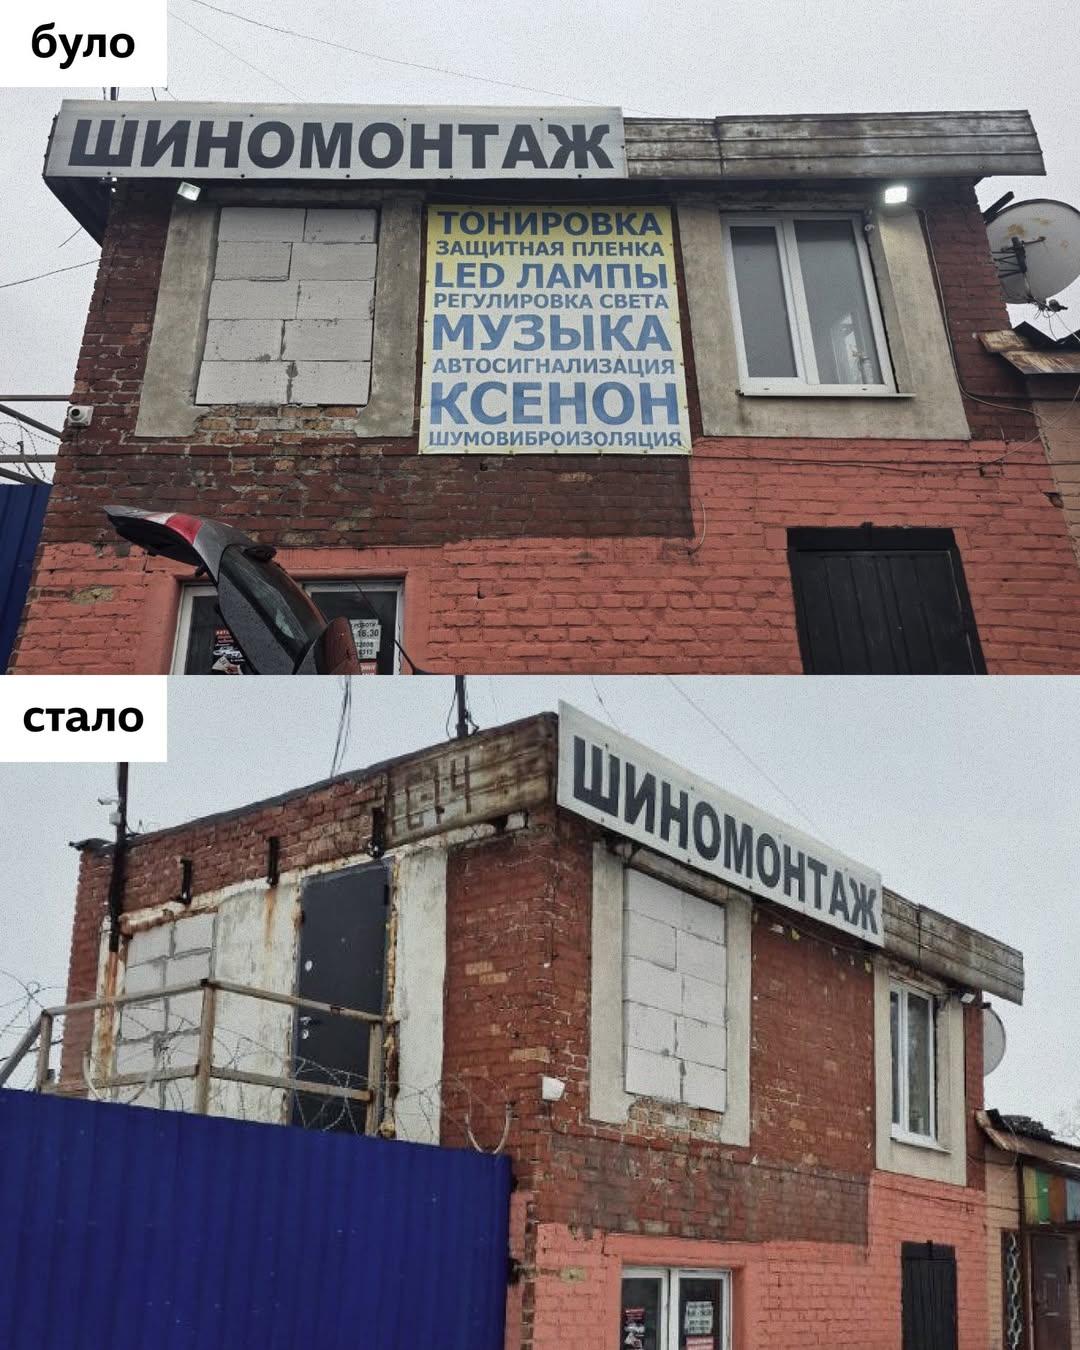 було
ШИНОМОНТАЖ
ТОНИРОВКА
ЗАЩИТНАЯ ПЛЕНКА
LED ЛАМПЫ
РЕГУЛИРОВКА СВЕТА
МУЗЫКА
АВТОСИГНАЛИЗАЦИЯ
КСЕНОН
ШУМОВИБРОИЗОЛЯЦИЯ
стало
ШИНОМОНТАЖ